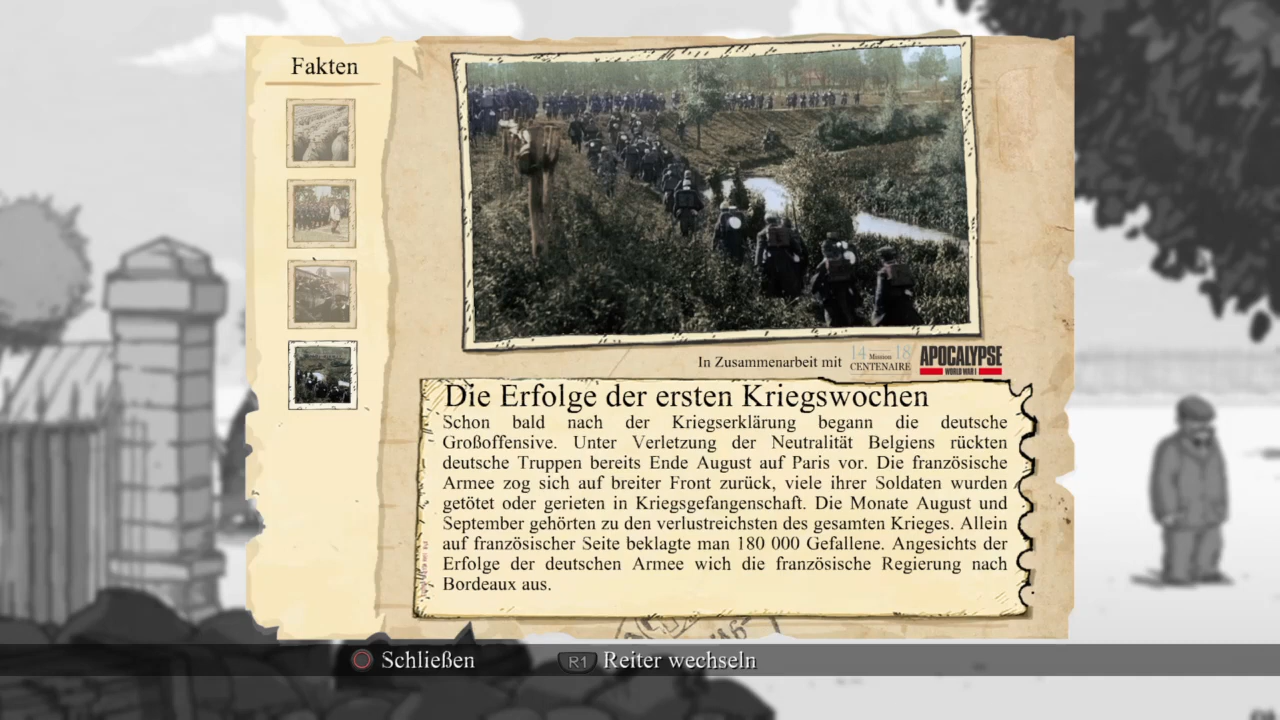 Fakten
In Zusammenarbeit mit
14 Mission 18
CENTENAIRE
APOCALYPSE
WORLD WAR I
Die Erfolge der ersten Kriegswochen
Schon bald nach der Kriegserklärung begann die deutsche
Großoffensive. Unter Verletzung der Neutralität Belgiens rückten
deutsche Truppen bereits Ende August auf Paris vor. Die französische
Armee zog sich auf breiter Front zurück, viele ihrer Soldaten wurden
getötet oder gerieten in Kriegsgefangenschaft. Die Monate August und
September gehörten zu den verlustreichsten des gesamten Krieges. Allein
auf französischer Seite beklagte man 180 000 Gefallene. Angesichts der
Erfolge der deutschen Armee wich die französische Regierung nach
Bordeaux aus.
Schließen
R1 Reiter wechseln